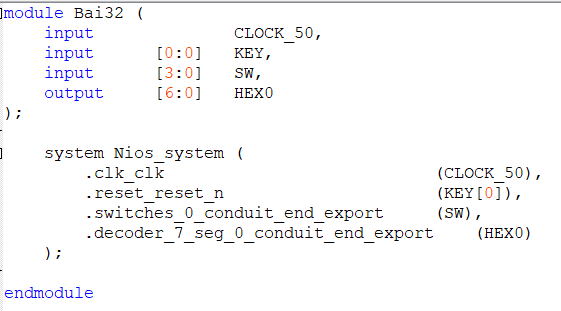 module Bai32 (
    input              CLOCK_50,
    input      [0:0]   KEY,
    input      [3:0]   SW,
    output     [6:0]   HEX0
);
    system Nios_system (
        .clk_clk                           (CLOCK_50),
        .reset_reset_n                     (KEY[0]),
        .switches_0_conduit_end_export     (SW),
        .decoder_7_seg_0_conduit_end_export    (HEX0)
    );
endmodule